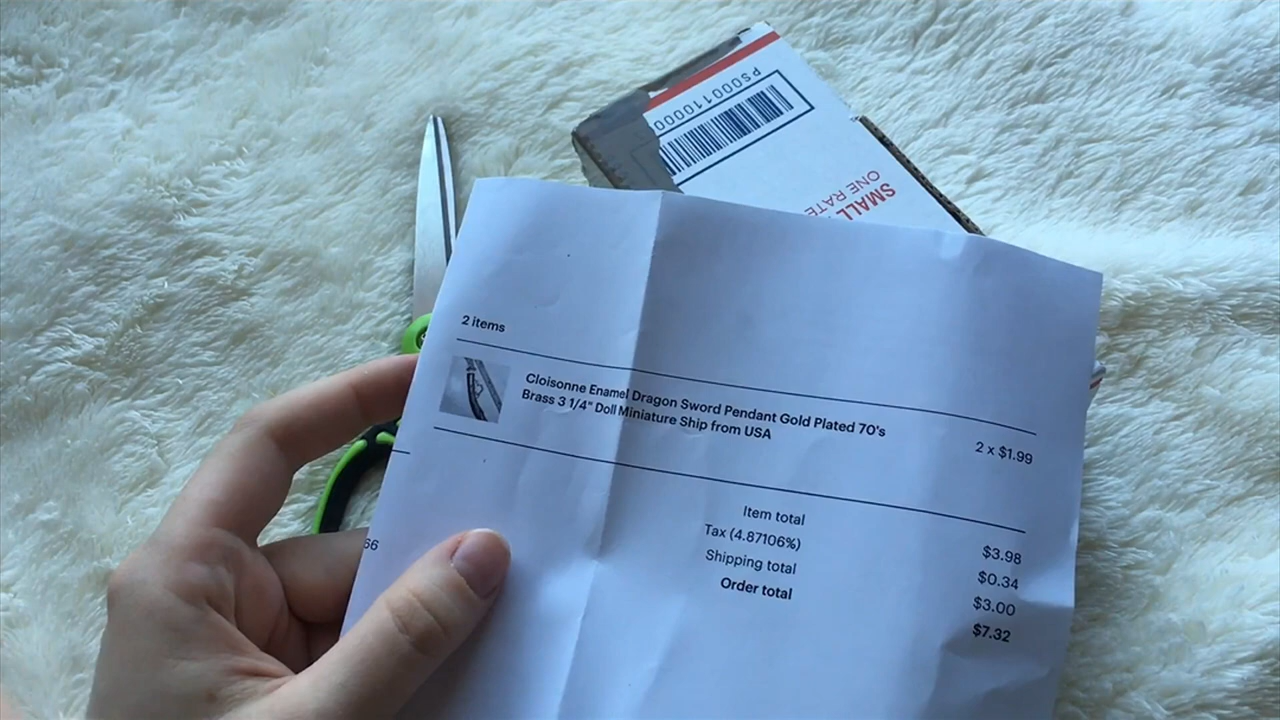 PS00011000
SMALL
ONE RATE
2 items
Cloisonne Enamel Dragon Sword Pendant Gold Plated 70's
Brass 3 1/4" Doll Miniature Ship from USA
2 x $1.99
Item total $3.98
Tax (4.87106%) $0.34
Shipping total $3.00
Order total $7.32
66